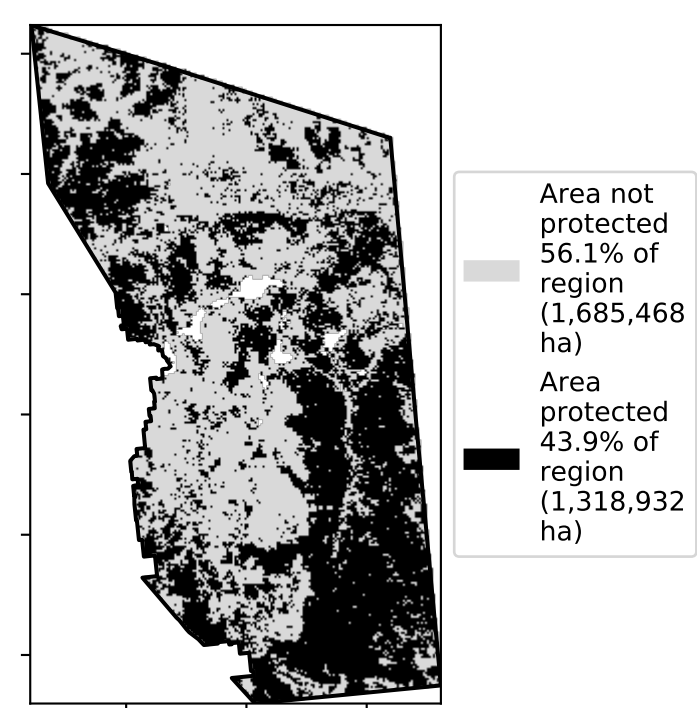 Area not
protected
56.1% of
region
(1,685,468
ha)
Area
protected
43.9% of
region
(1,318,932
ha)